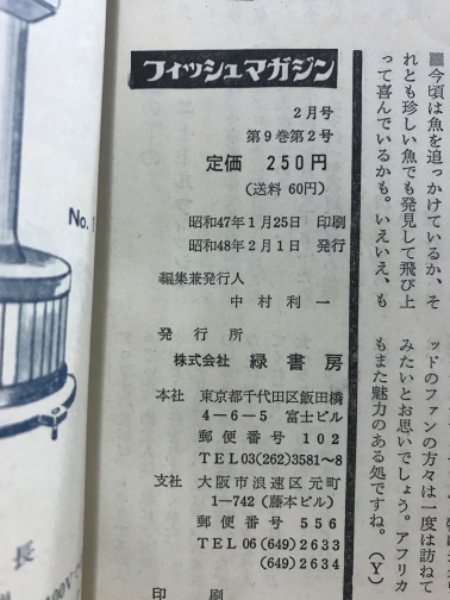 フィッシュマガジン
2月号
第9巻第2号
定価 250円
(送料 60円)
昭和47年1月25日 印刷
昭和48年2月1日 発行
編集兼発行人
中村利一
発行所
株式会社 緑書房
本社 東京都千代田区飯田橋
4-6-5 富士ビル
郵便番号 102
TEL03(262)3581~8
支社 大阪市浪速区元町
1-742(藤本ビル)
郵便番号 556
TEL06(649)2633
(649)2634
印 刷
■今頃は魚を追っかけているか、そ
れとも珍しい魚でも発見して飛び上
って喜んでいるかも。いえいえ、も
ッドのファンの方々は一度は訪ねて
みたいとお思いでしょう。アフリカ
もまた魅力のある処ですね。(Y)
No.
長